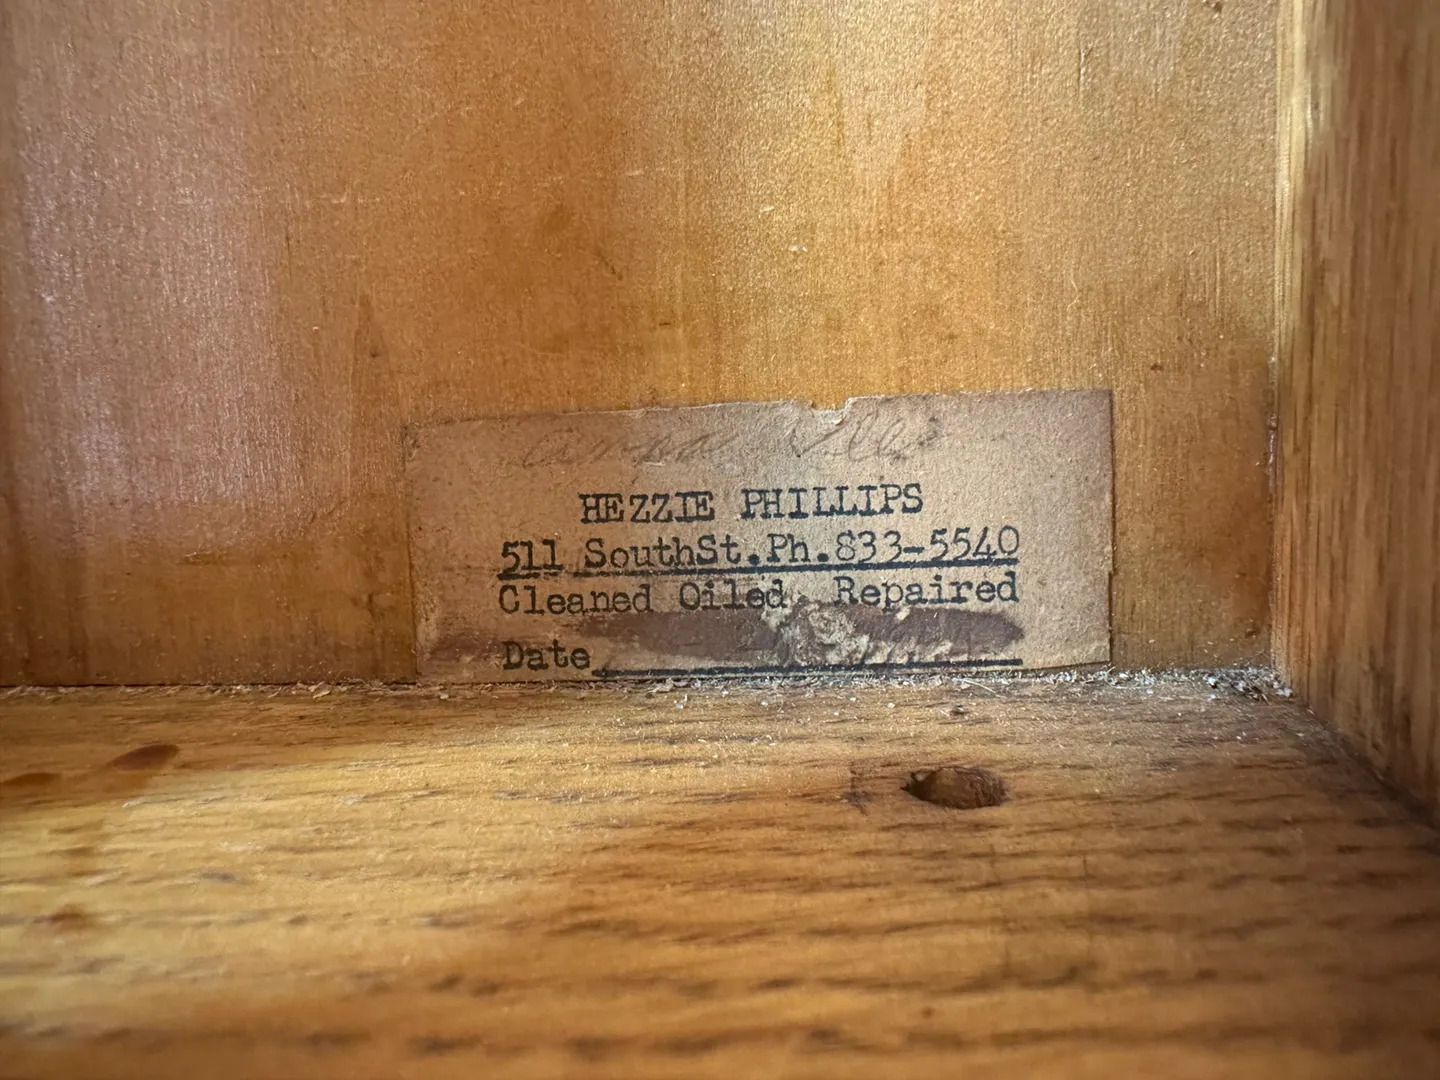 HEZZIE PHILLIPS
511 SouthSt.Ph.833-5540
Cleaned Oiled Repaired
Date